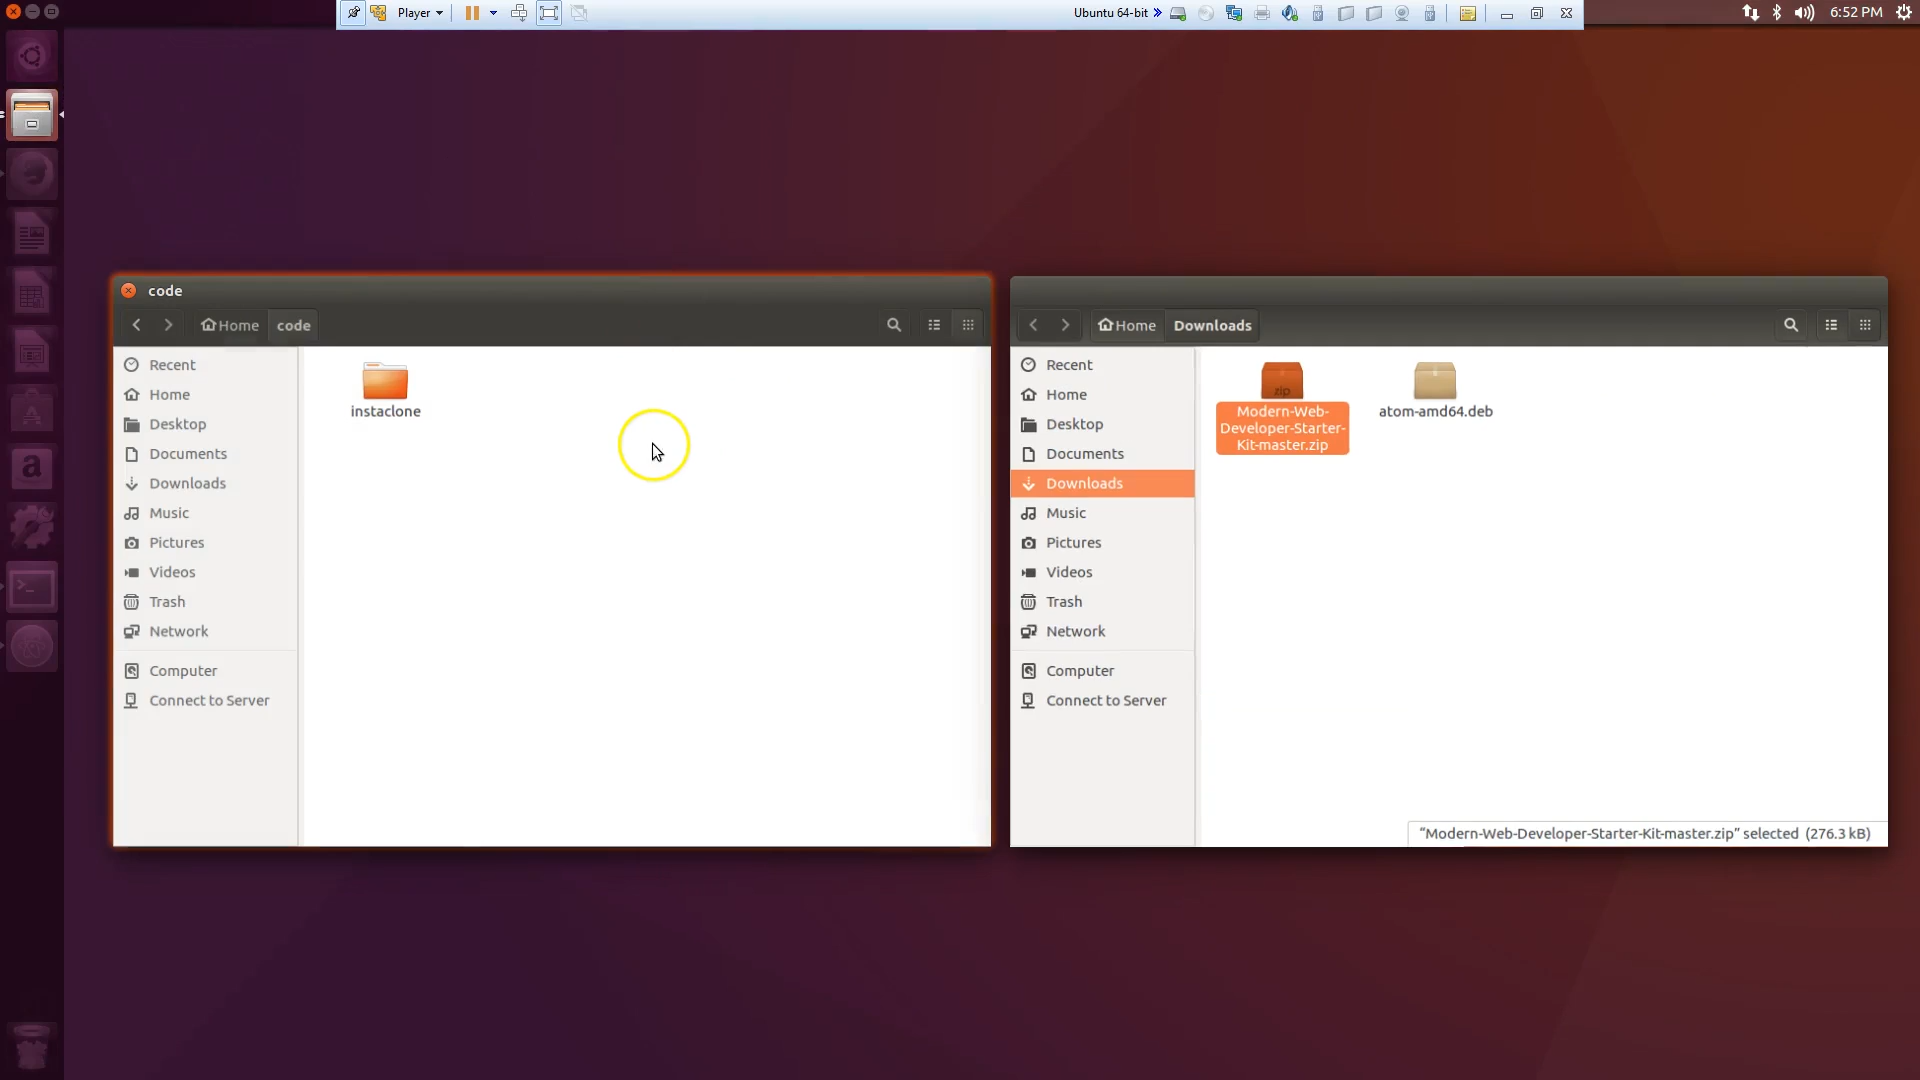 Player
Ubuntu 64-bit
6:52 PM
code
Home
code
Recent
Home
Desktop
Documents
Downloads
Music
Pictures
Videos
Trash
Network
Computer
Connect to Server
instaclone
Home
Downloads
Recent
Home
Desktop
Documents
Downloads
Music
Pictures
Videos
Trash
Network
Computer
Connect to Server
zip
Modern-Web-
Developer-Starter-
Kit-master.zip
atom-amd64.deb
“Modern-Web-Developer-Starter-Kit-master.zip” selected (276.3 kB)